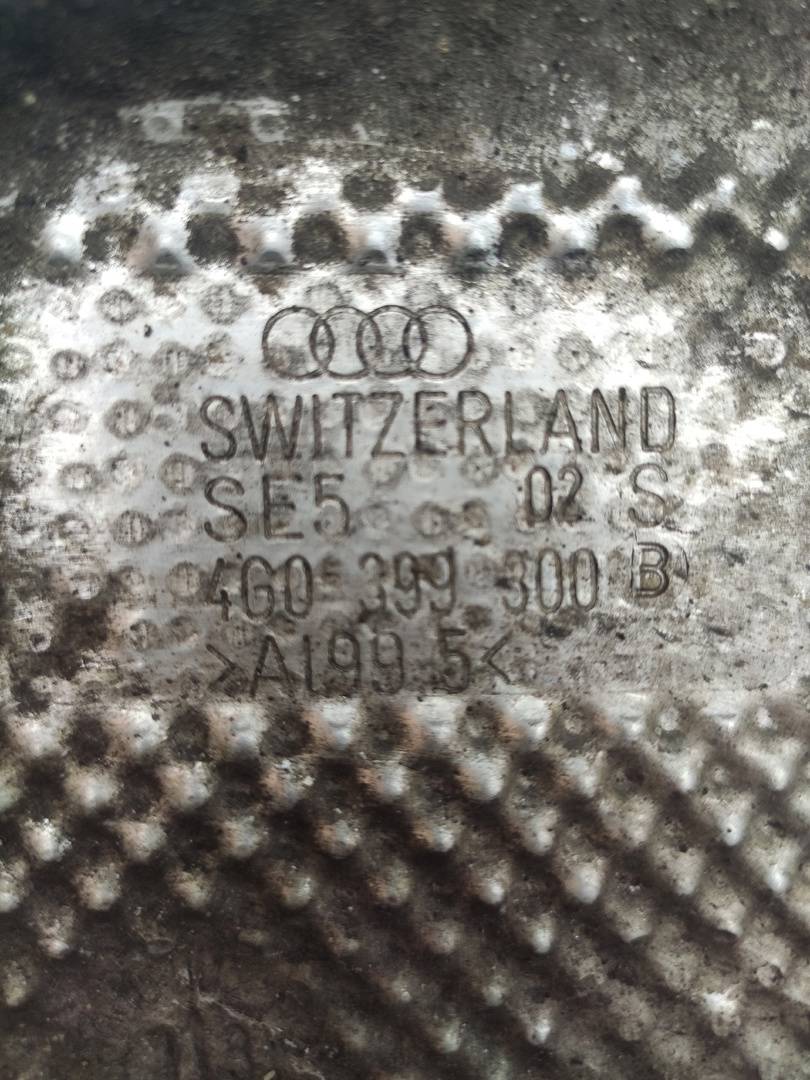 SWITZERLAND
SE5 02 S
4G0 399 300 B
>Al99 5<